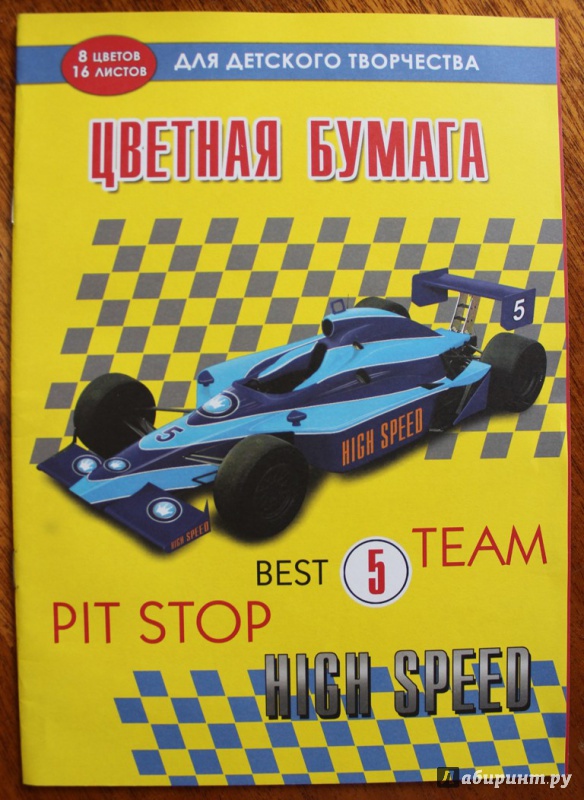 8 ЦВЕТОВ
16 ЛИСТОВ
ДЛЯ ДЕТСКОГО ТВОРЧЕСТВА
ЦВЕТНАЯ БУМАГА
5
5
HIGH SPEED
HIGH SPEED
BEST 5 TEAM
PIT STOP
HIGH SPEED
Лабиринт.ру